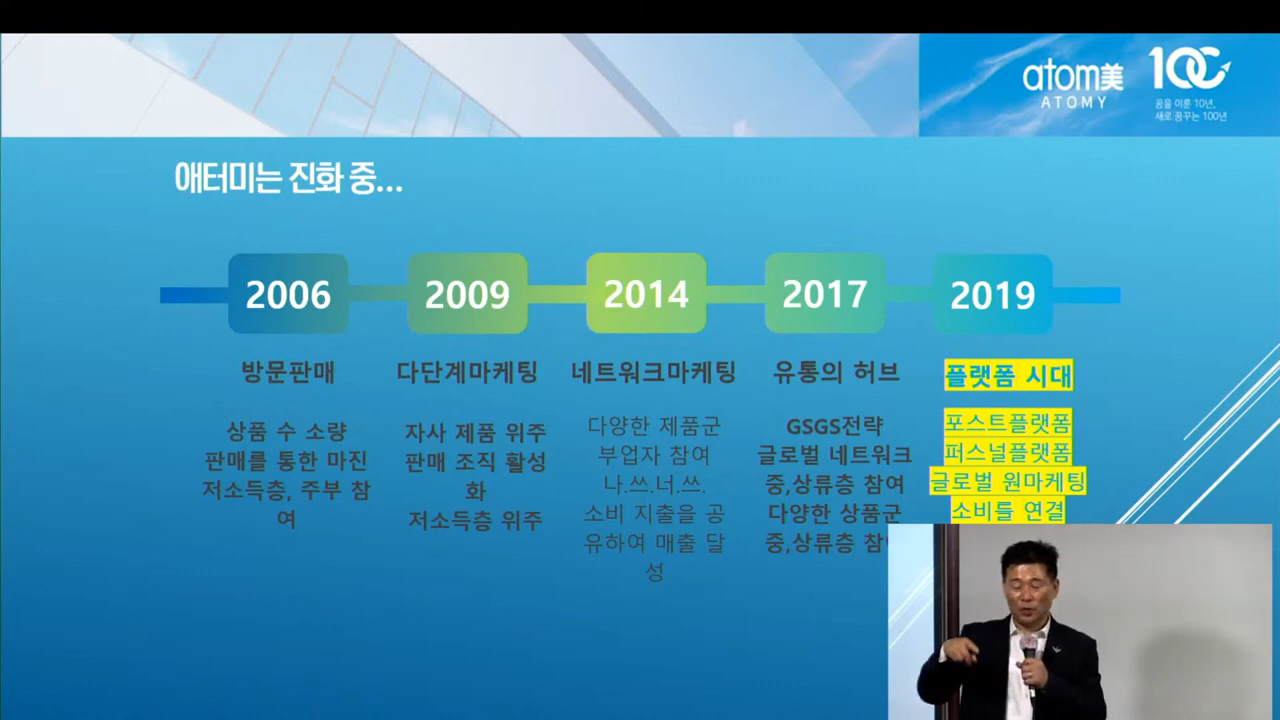 atom美
ATOMY
100
꿈을 이룬 10년,
새로 꿈꾸는 100년
애터미는 진화 중...
2006
2009
2014
2017
2019
방문판매
다단계마케팅
네트워크마케팅
유통의 허브
플랫폼 시대
상품 수 소량
판매를 통한 마진
저소득층, 주부 참
여
자사 제품 위주
판매 조직 활성
화
저소득층 위주
다양한 제품군
부업자 참여
나.쓰.너.쓰.
소비 지출을 공
유하여 매출 달
성
GSGS전략
글로벌 네트워크
중,상류층 참여
다양한 상품군
중,상류층 참
포스트플랫폼
퍼스널플랫폼
글로벌 원마케팅
소비를 연결